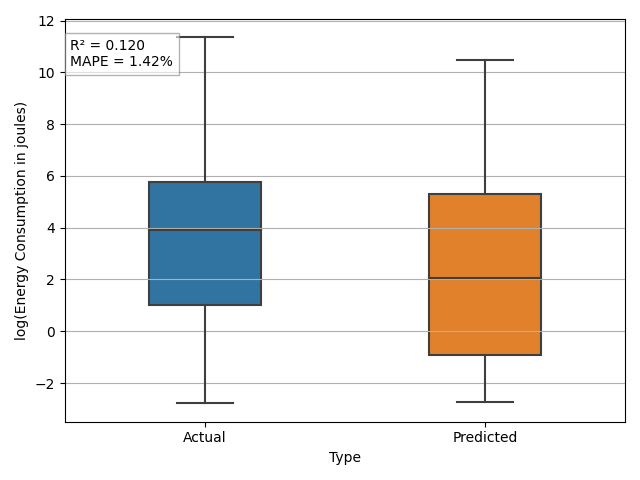 R² = 0.120
MAPE = 1.42%
12
10
8
6
4
2
0
−2
log(Energy Consumption in joules)
Actual
Predicted
Type